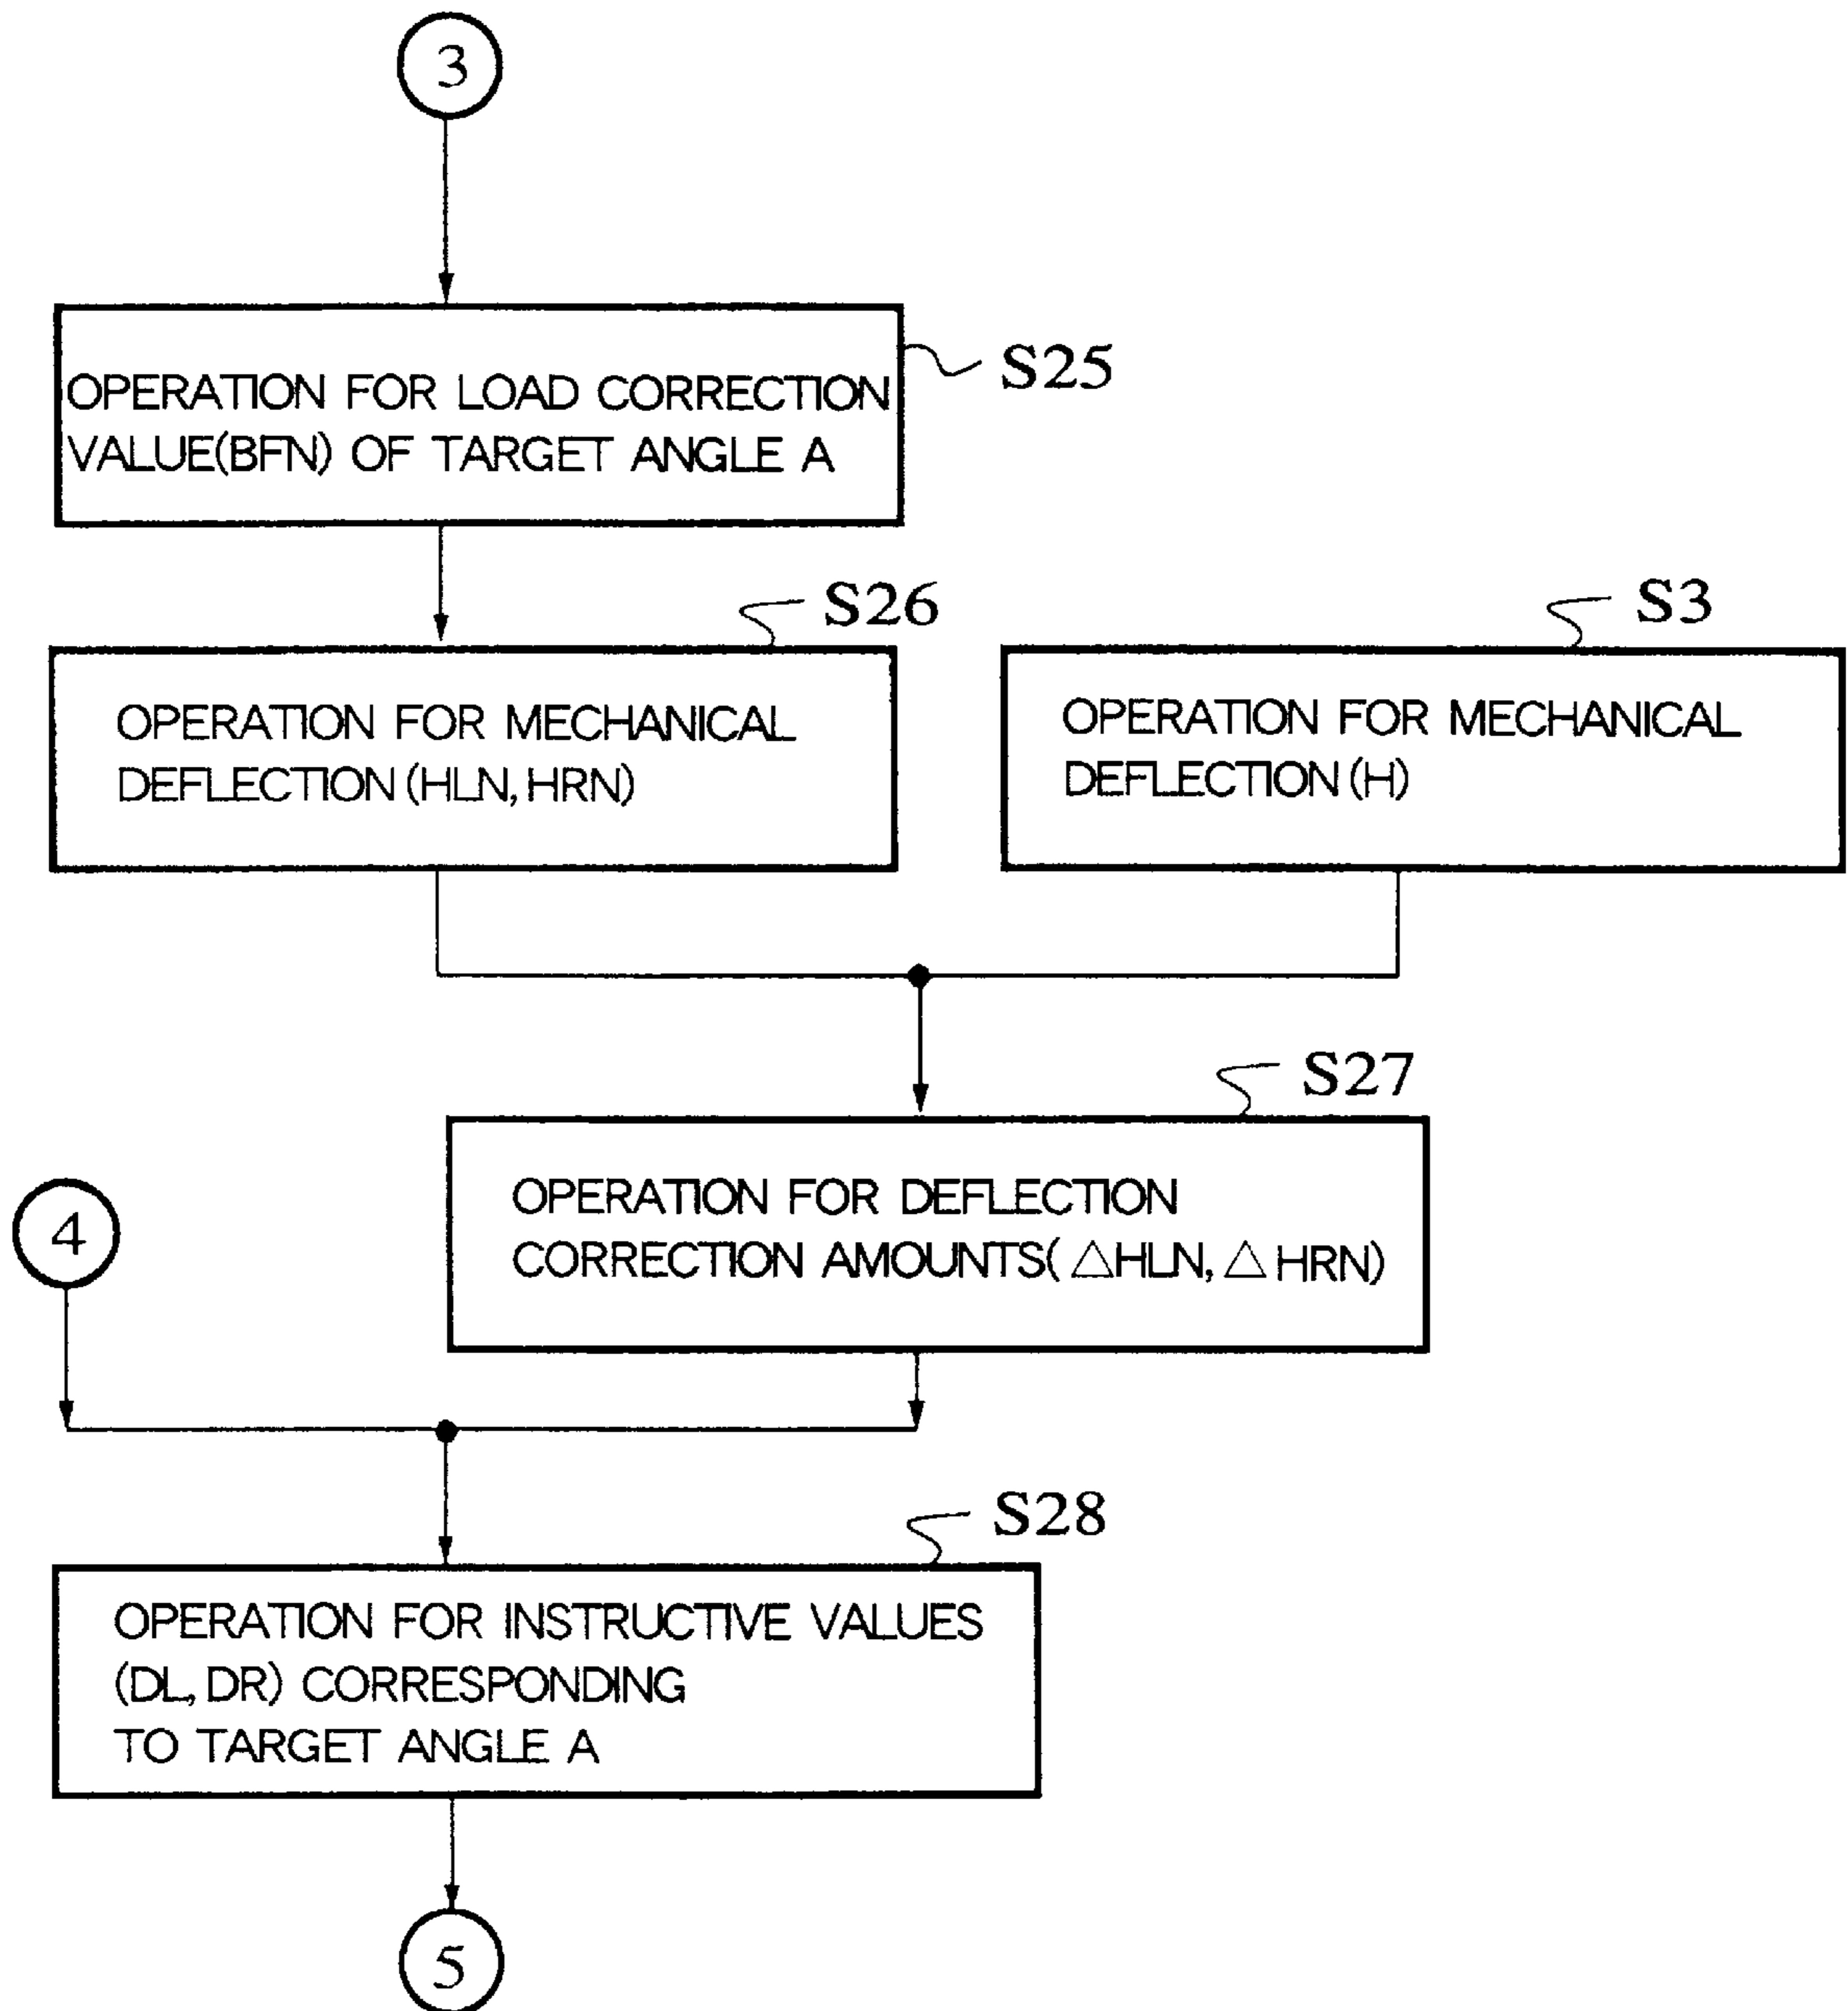 3
S25
OPERATION FOR LOAD CORRECTION
VALUE(BFN) OF TARGET ANGLE A
S26
OPERATION FOR MECHANICAL
DEFLECTION (HLN, HRN)
S3
OPERATION FOR MECHANICAL
DEFLECTION (H)
S27
OPERATION FOR DEFLECTION
CORRECTION AMOUNTS( △HLN, △ HRN)
4
S28
OPERATION FOR INSTRUCTIVE VALUES
(DL, DR) CORRESPONDING
TO TARGET ANGLE A
5